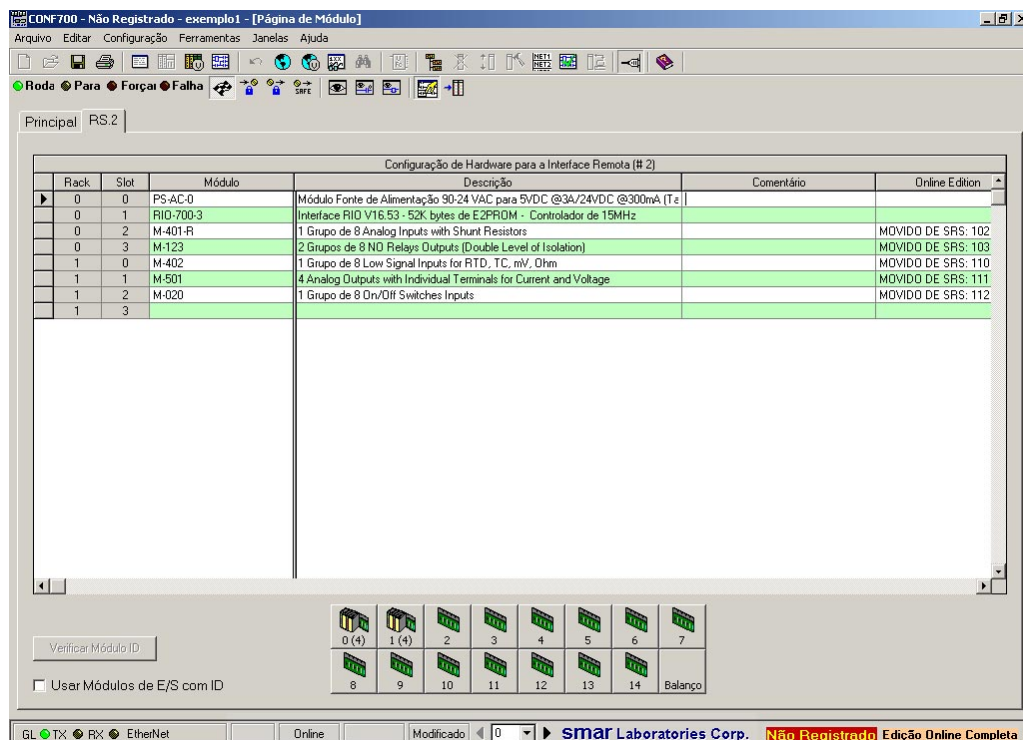 CONF700 - Não Registrado - exemplo1 - [Página de Módulo]
Arquivo Editar Configuração Ferramentas Janelas Ajuda
Roda Para Força Falha SAFE
Principal RS.2
Configuração de Hardware para a Interface Remota (# 2)
Rack Slot Módulo Descrição Comentário Online Edition
0 0 PS-AC-0 Módulo Fonte de Alimentação 90-24 VAC para 5VDC @3A/24VDC @300mA (Ta
0 1 RIO-700-3 Interface RIO V16.53 - 52K bytes de E2PROM - Controlador de 15MHz
0 2 M-401-R 1 Grupo de 8 Analog Inputs with Shunt Resistors MOVIDO DE SRS: 102
0 3 M-123 2 Grupos de 8 NO Relays Outputs (Double Level of Isolation) MOVIDO DE SRS: 103
1 0 M-402 1 Grupo de 8 Low Signal Inputs for RTD, TC, mV, Ohm MOVIDO DE SRS: 110
1 1 M-501 4 Analog Outputs with Individual Terminals for Current and Voltage MOVIDO DE SRS: 111
1 2 M-020 1 Grupo de 8 On/Off Switches Inputs MOVIDO DE SRS: 112
1 3
0 (4) 1 (4) 2 3 4 5 6 7
Verificar Módulo ID
8 9 10 11 12 13 14 Balanço
Usar Módulos de E/S com ID
GL TX RX EtherNet Online Modificado 0 smar Laboratories Corp. Não Registrado Edição Online Completa